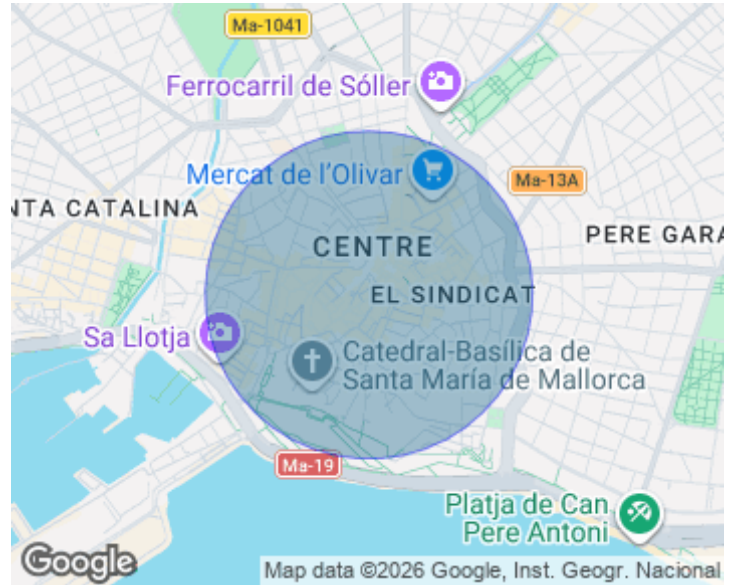 Ma-1041
Ferrocarril de Sóller
Mercat de l'Olivar
Ma-13A
NTA CATALINA
CENTRE
PERE GARA
EL SINDICAT
Sa Llotja
Catedral-Basílica de
Santa María de Mallorca
Ma-19
Platja de Can
Pere Antoni
Google
Map data ©2026 Google, Inst. Geogr. Nacional